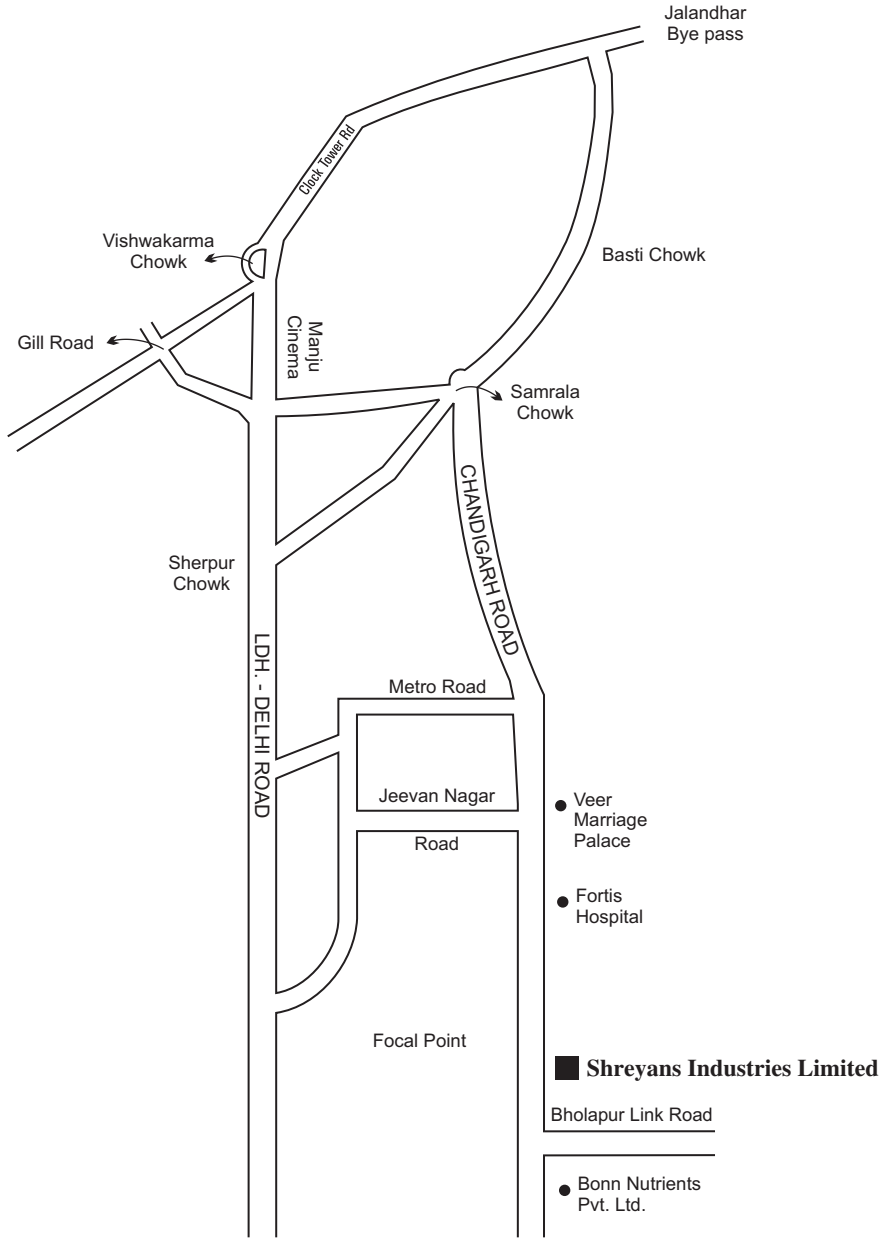 Jalandhar
Bye pass
Clock Tower Rd
Vishwakarma
Chowk
Basti Chowk
Gill Road
Manju
Cinema
Samrala
Chowk
CHANDIGARH ROAD
Sherpur
Chowk
LDH. - DELHI ROAD
Metro Road
Jeevan Nagar
Road
Veer
Marriage
Palace
Fortis
Hospital
Focal Point
Shreyans Industries Limited
Bholapur Link Road
Bonn Nutrients
Pvt. Ltd.